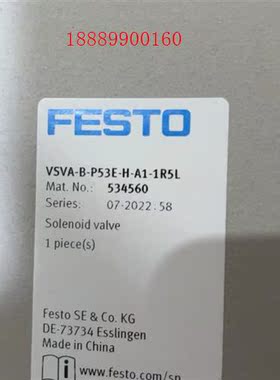 18889900160
FESTO
VSVA-B-P53E-H-A1-1R5L
Mat. No.: 534560
Series: 07-2022.58
Solenoid valve
1 piece(s)
Festo SE & Co. KG
DE-73734 Esslingen
Made in China
i www.festo.com/sp